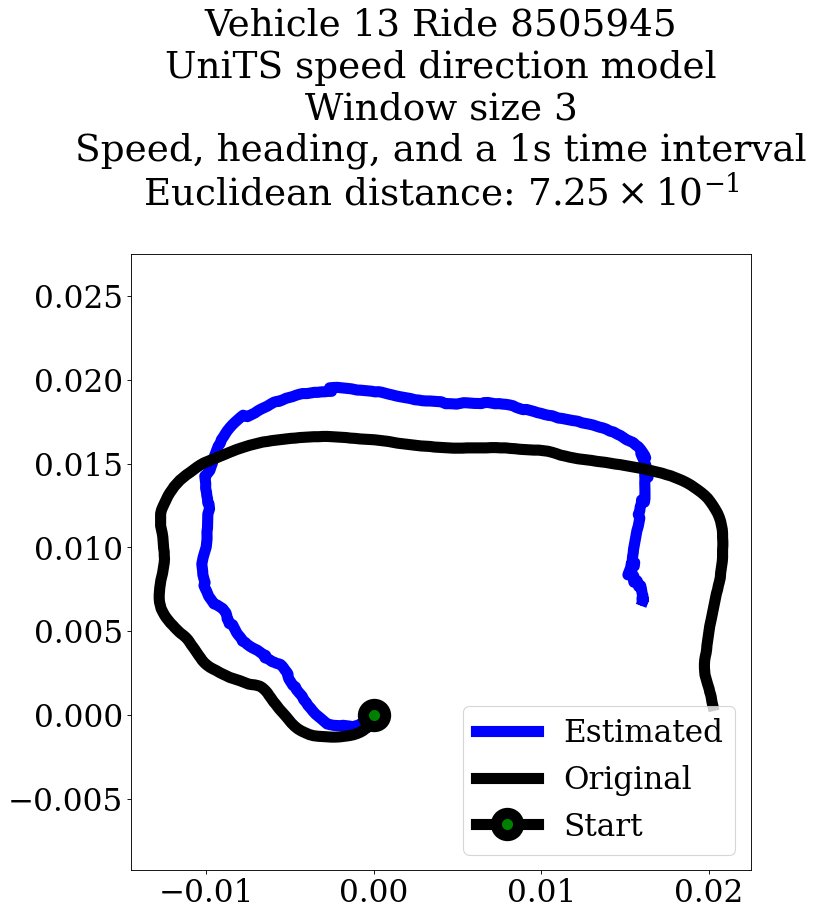 Vehicle 13 Ride 8505945
UniTS speed direction model
Window size 3
Speed, heading, and a 1s time interval
Euclidean distance: 7.25 × 10⁻¹
0.025
0.020
0.015
0.010
0.005
0.000
−0.005
Estimated
Original
Start
−0.01 0.00 0.01 0.02